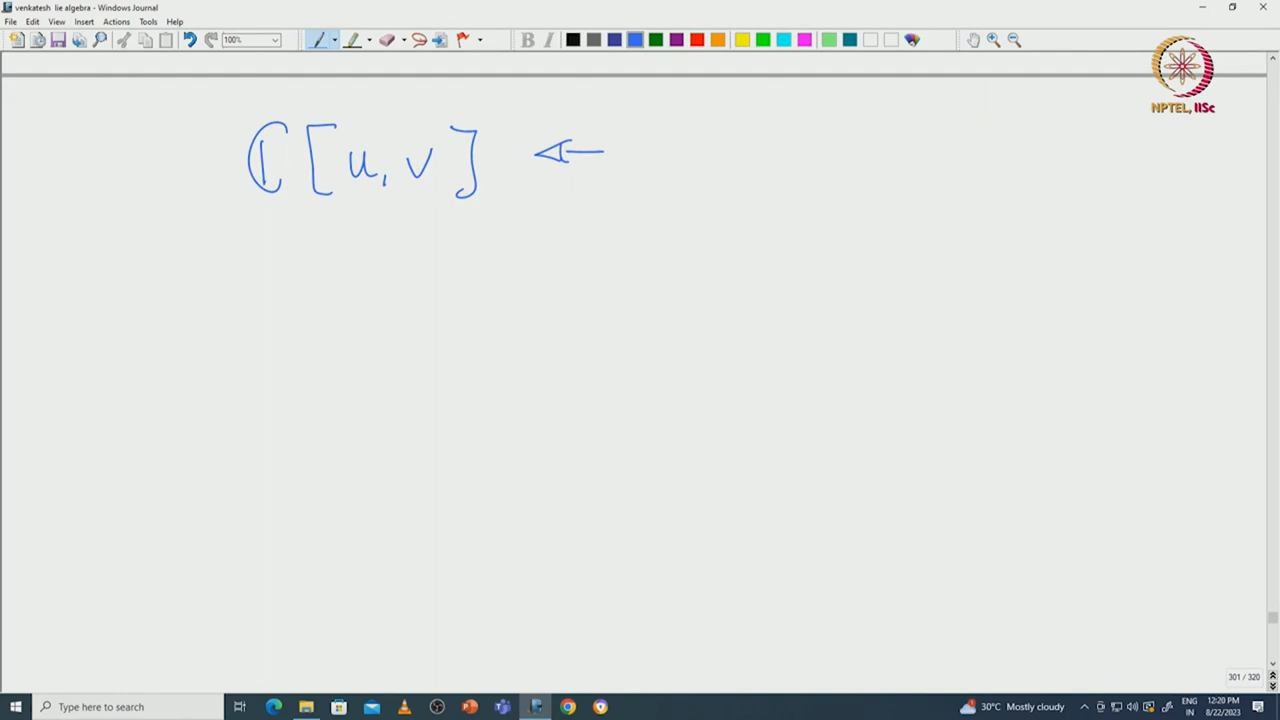 venkatesh lie algebra - Windows Journal
File Edit View Insert Actions Tools Help
100% B I
NPTEL, IISc
ℂ [u, v] ←
301 / 320
Type here to search
30°C Mostly cloudy
ENG
IN
12:20 PM
8/22/2023